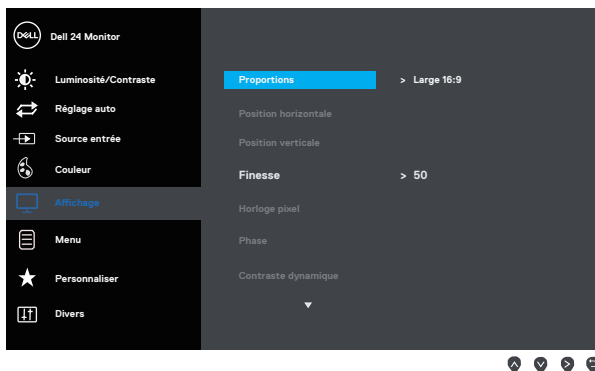 DELL Dell 24 Monitor
Luminosité/Contraste
Réglage auto
Source entrée
Couleur
Affichage
Menu
Personnaliser
Divers
Proportions > Large 16:9
Position horizontale
Position verticale
Finesse > 50
Horloge pixel
Phase
Contraste dynamique